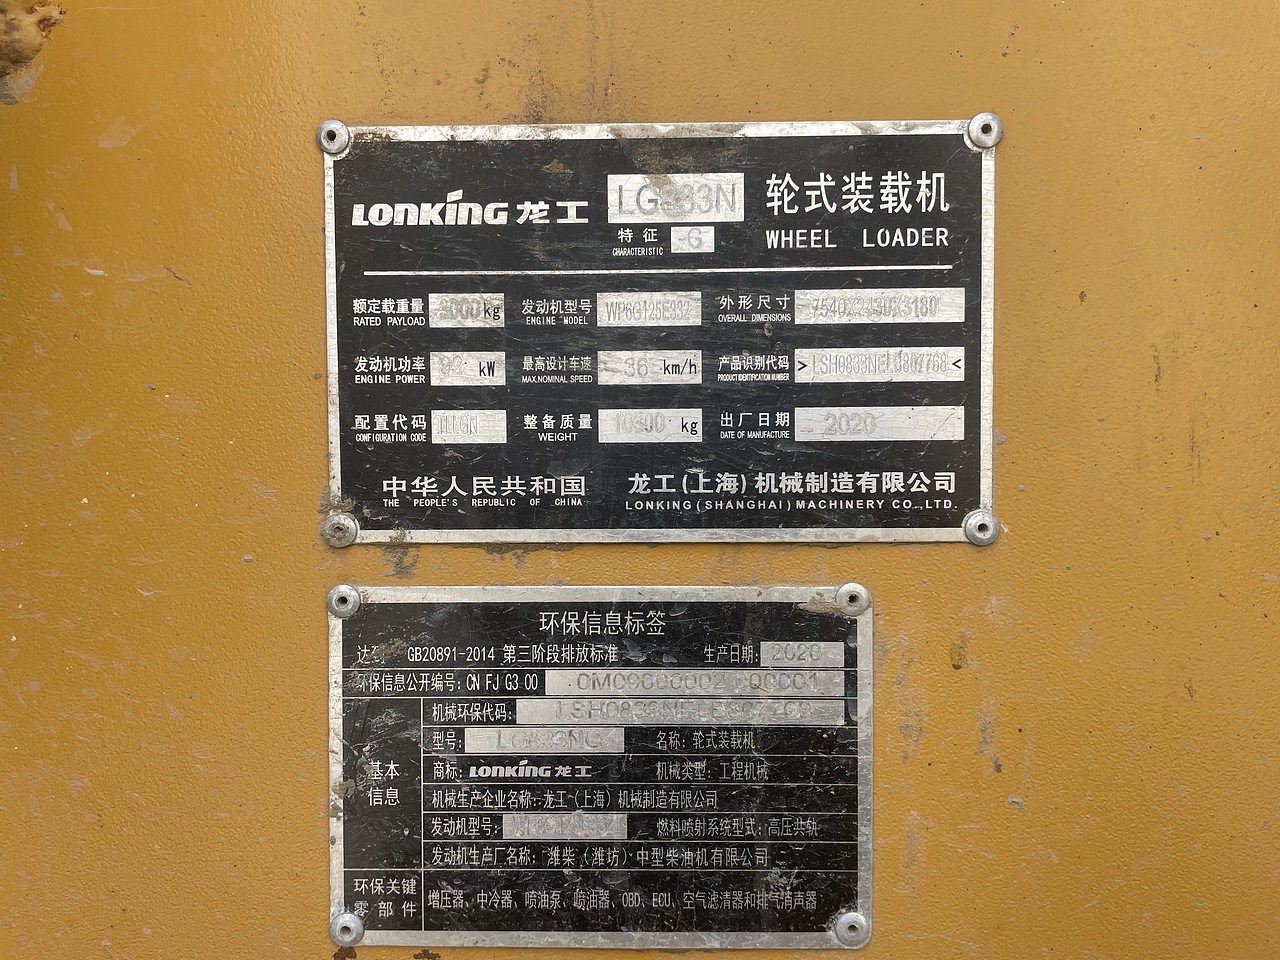 LONKING 龙工 LG833N 轮式装载机
特征 -G WHEEL LOADER
CHARACTERISTIC
额定载重量 3000 kg 发动机型号 WP6G125E332 外形尺寸 7540X2430X3180
RATED PAYLOAD ENGINE MODEL OVERALL DIMENSIONS
发动机功率 92 kW 最高设计车速 36 km/h 产品识别代码
ENGINE POWER MAX.NOMINAL SPEED PRODUCT IDENTIFICATION NUMBER
配置代码 整备质量 kg 出厂日期 2020
CONFIGURATION CODE WEIGHT DATE OF MANUFACTURE
中华人民共和国 龙工(上海)机械制造有限公司
THE PEOPLE'S REPUBLIC OF CHINA LONKING (SHANGHAI) MACHINERY CO.,LTD.
环保信息标签
达到 GB20891-2014 第三阶段排放标准 生产日期: 2020
环保信息公开编号: CN FJ G3 00
机械环保代码:
型号: LG833NG 名称: 轮式装载机
商标: LONKING 龙工 机械类型: 工程机械
基本信息
机械生产企业名称: 龙工(上海)机械制造有限公司
发动机型号: 燃料喷射系统型式: 高压共轨
发动机生产厂名称: 潍柴(潍坊)中型柴油机有限公司
环保关键零部件
增压器、中冷器、喷油泵、喷油器、OBD、ECU、空气滤清器和排气消声器